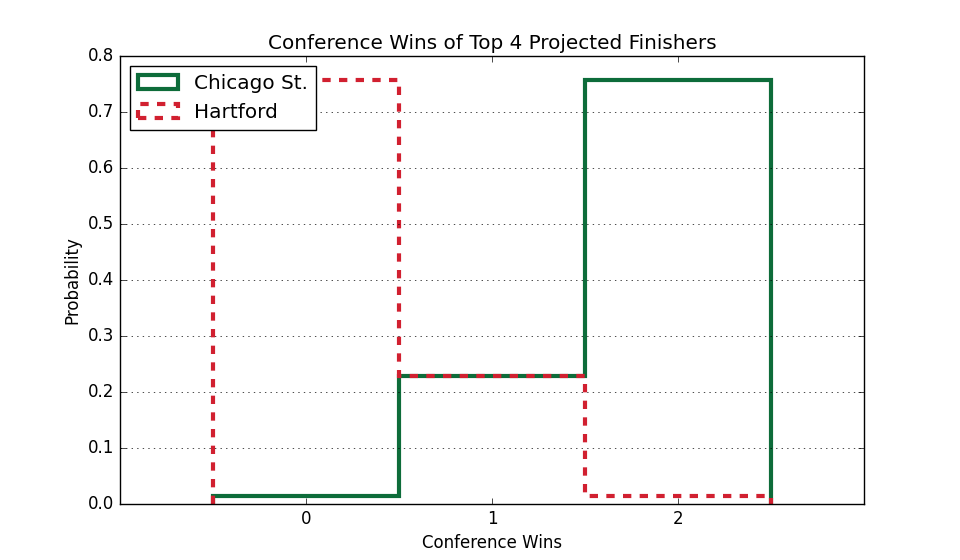 Conference Wins of Top 4 Projected Finishers
Chicago St.
Hartford
0.8
0.7
0.6
0.5
0.4
0.3
0.2
0.1
0.0
Probability
0 1 2
Conference Wins